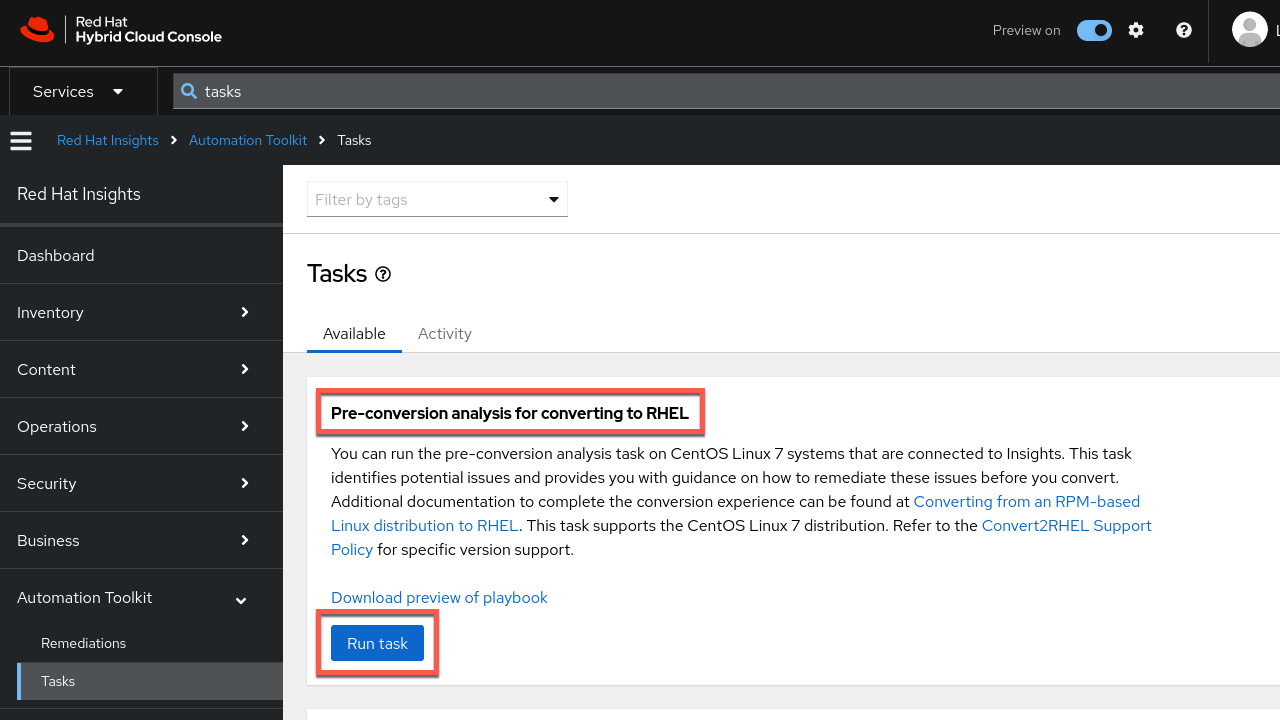 Red Hat
Hybrid Cloud Console
Preview on
Services
tasks
Red Hat Insights
Automation Toolkit
Tasks
Red Hat Insights
Dashboard
Inventory
Content
Operations
Security
Business
Automation Toolkit
Remediations
Tasks
Filter by tags
Tasks
Available
Activity
Pre-conversion analysis for converting to RHEL
You can run the pre-conversion analysis task on CentOS Linux 7 systems that are connected to Insights. This task
identifies potential issues and provides you with guidance on how to remediate these issues before you convert.
Additional documentation to complete the conversion experience can be found at Converting from an RPM-based
Linux distribution to RHEL. This task supports the CentOS Linux 7 distribution. Refer to the Convert2RHEL Support
Policy for specific version support.
Download preview of playbook
Run task